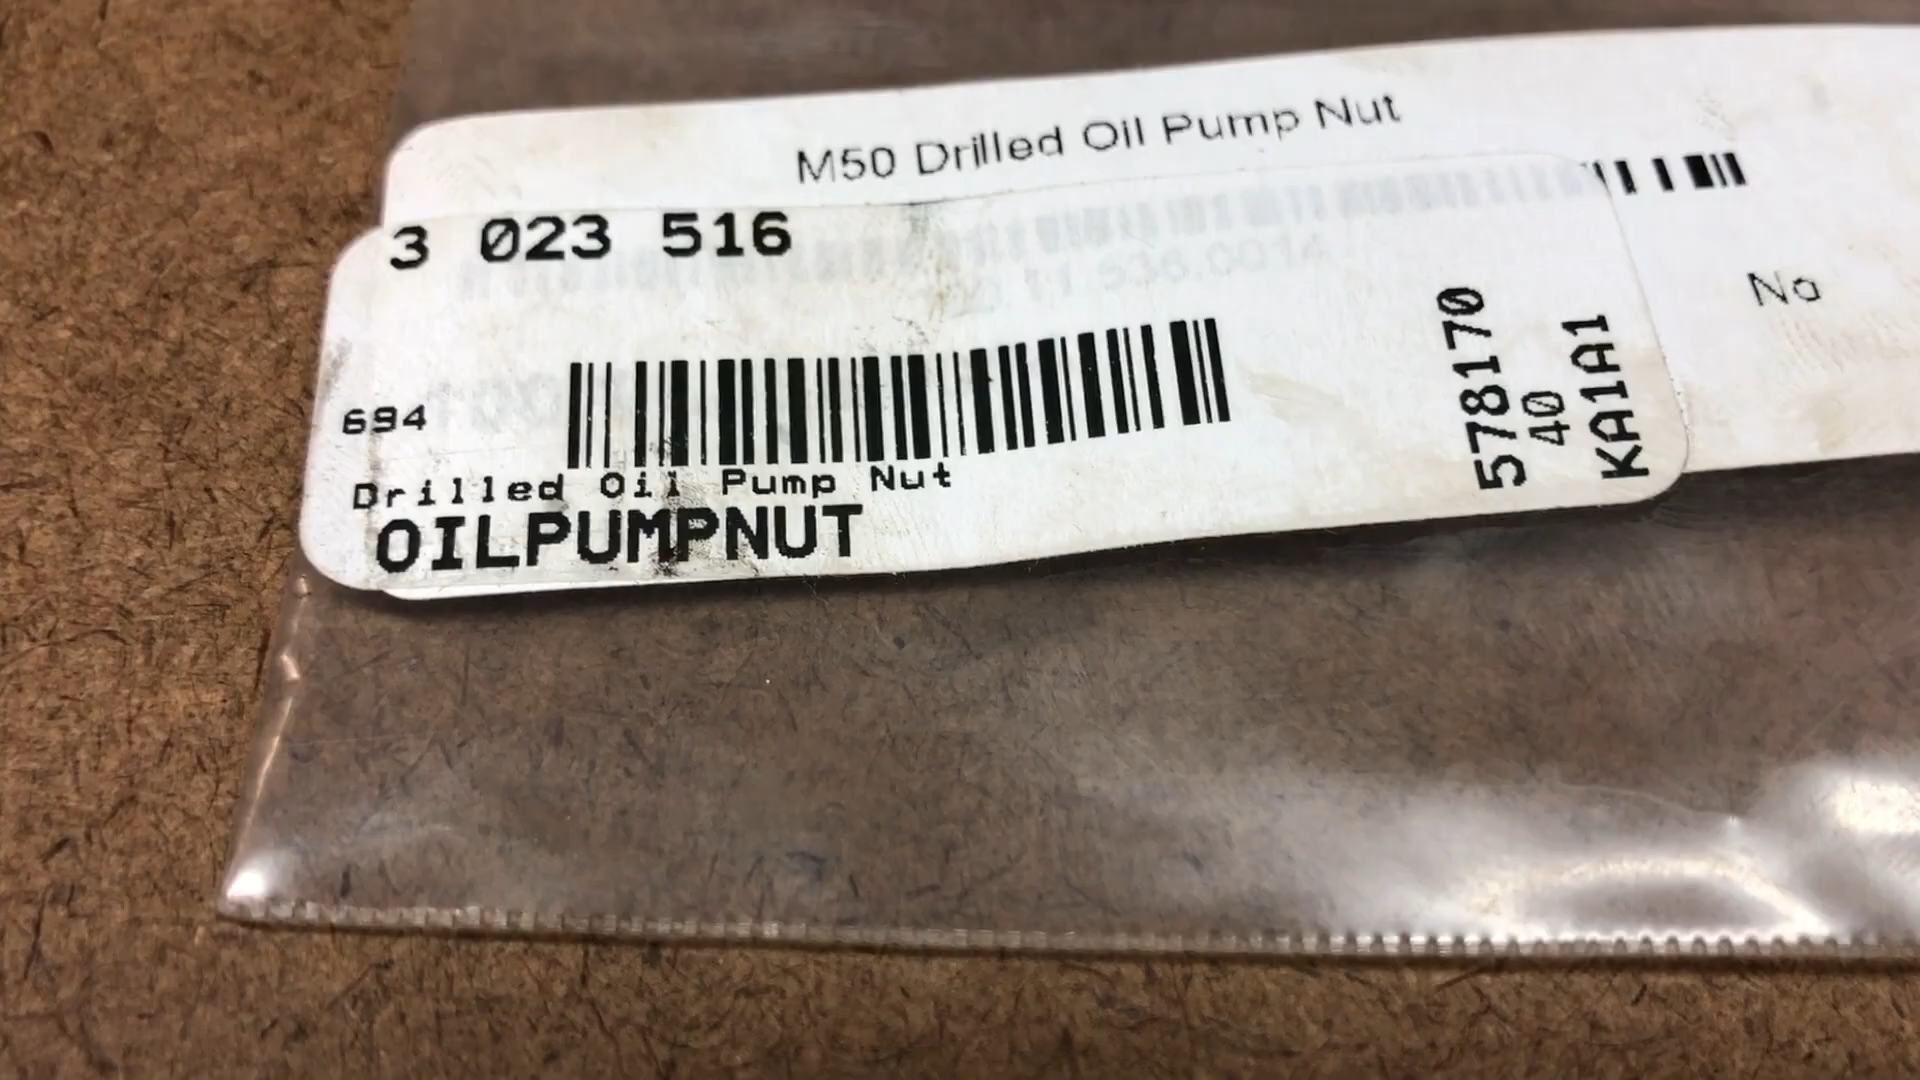 M50 Drilled Oil Pump Nut
3 023 516
No
694
Drilled Oil Pump Nut
OILPUMPNUT
578170
40
KA1A1